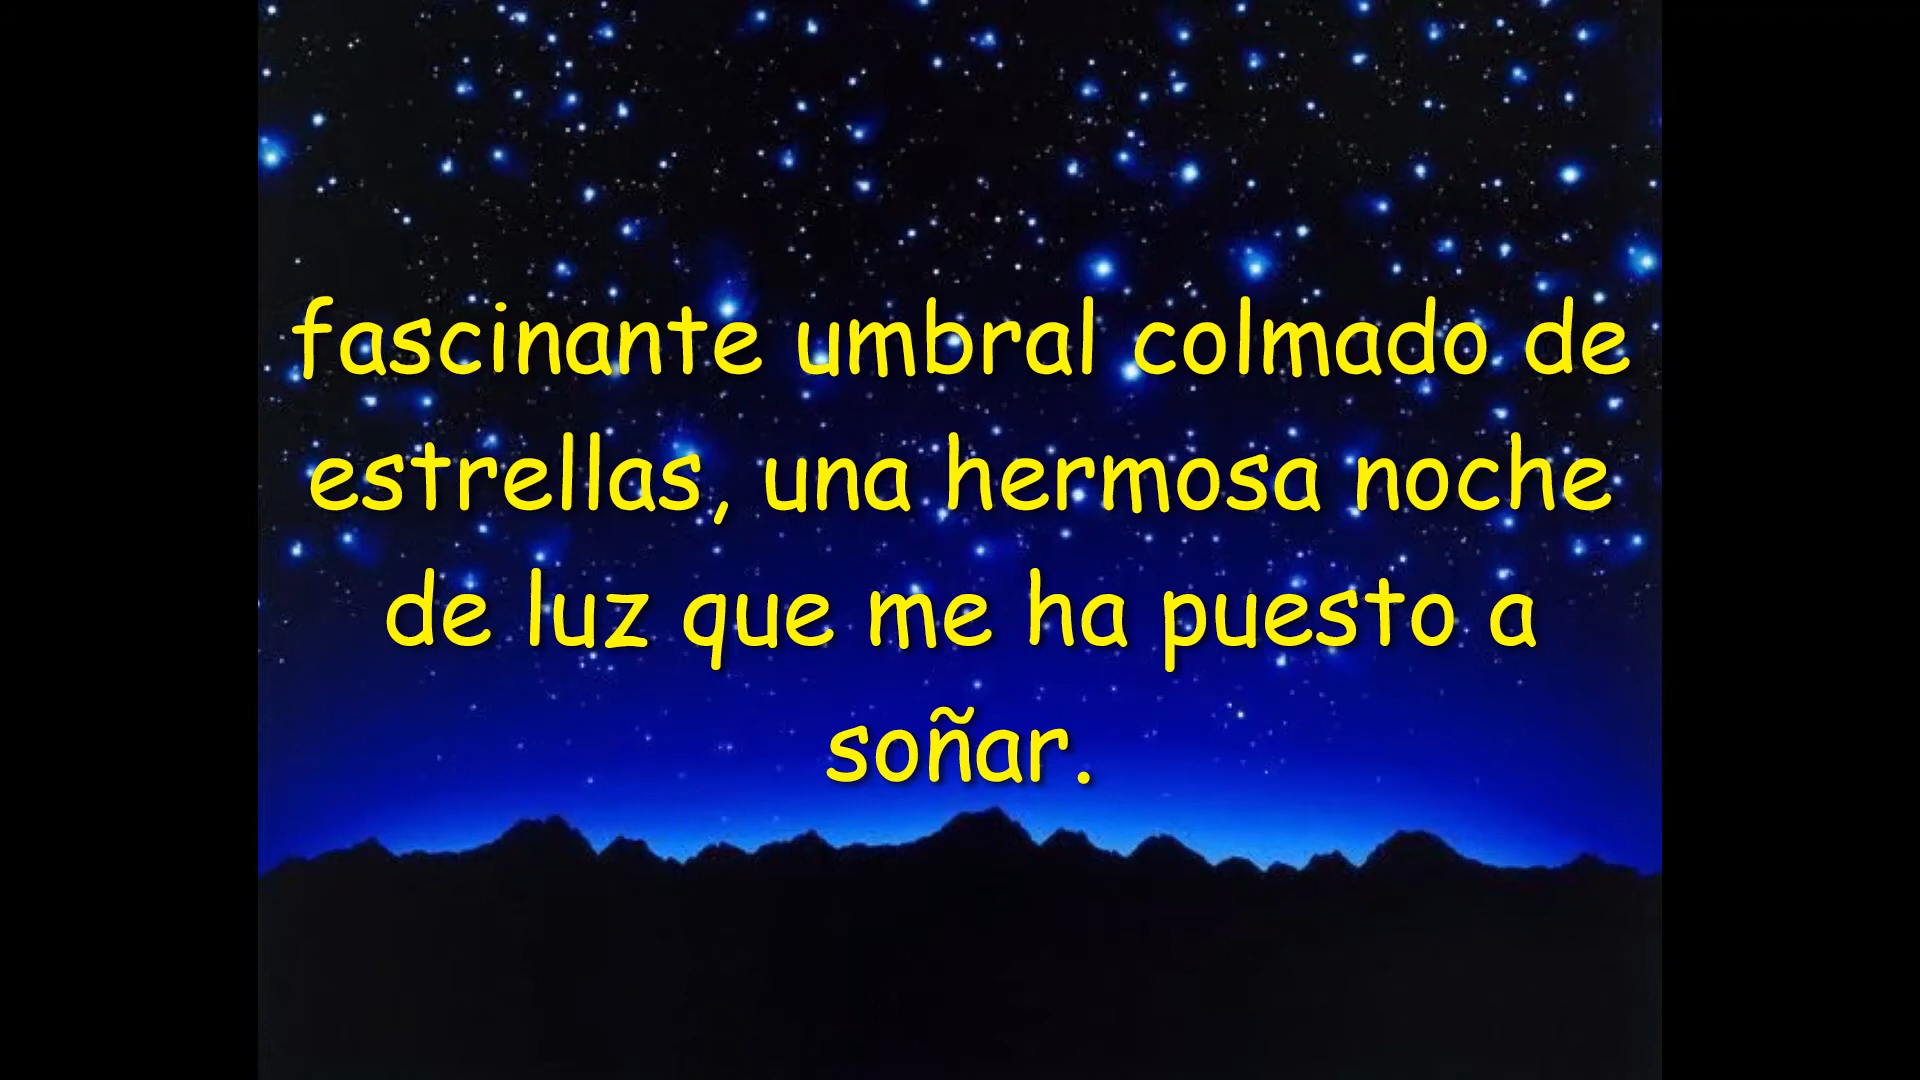 fascinante umbral colmado de
estrellas, una hermosa noche
de luz que me ha puesto a
soñar.